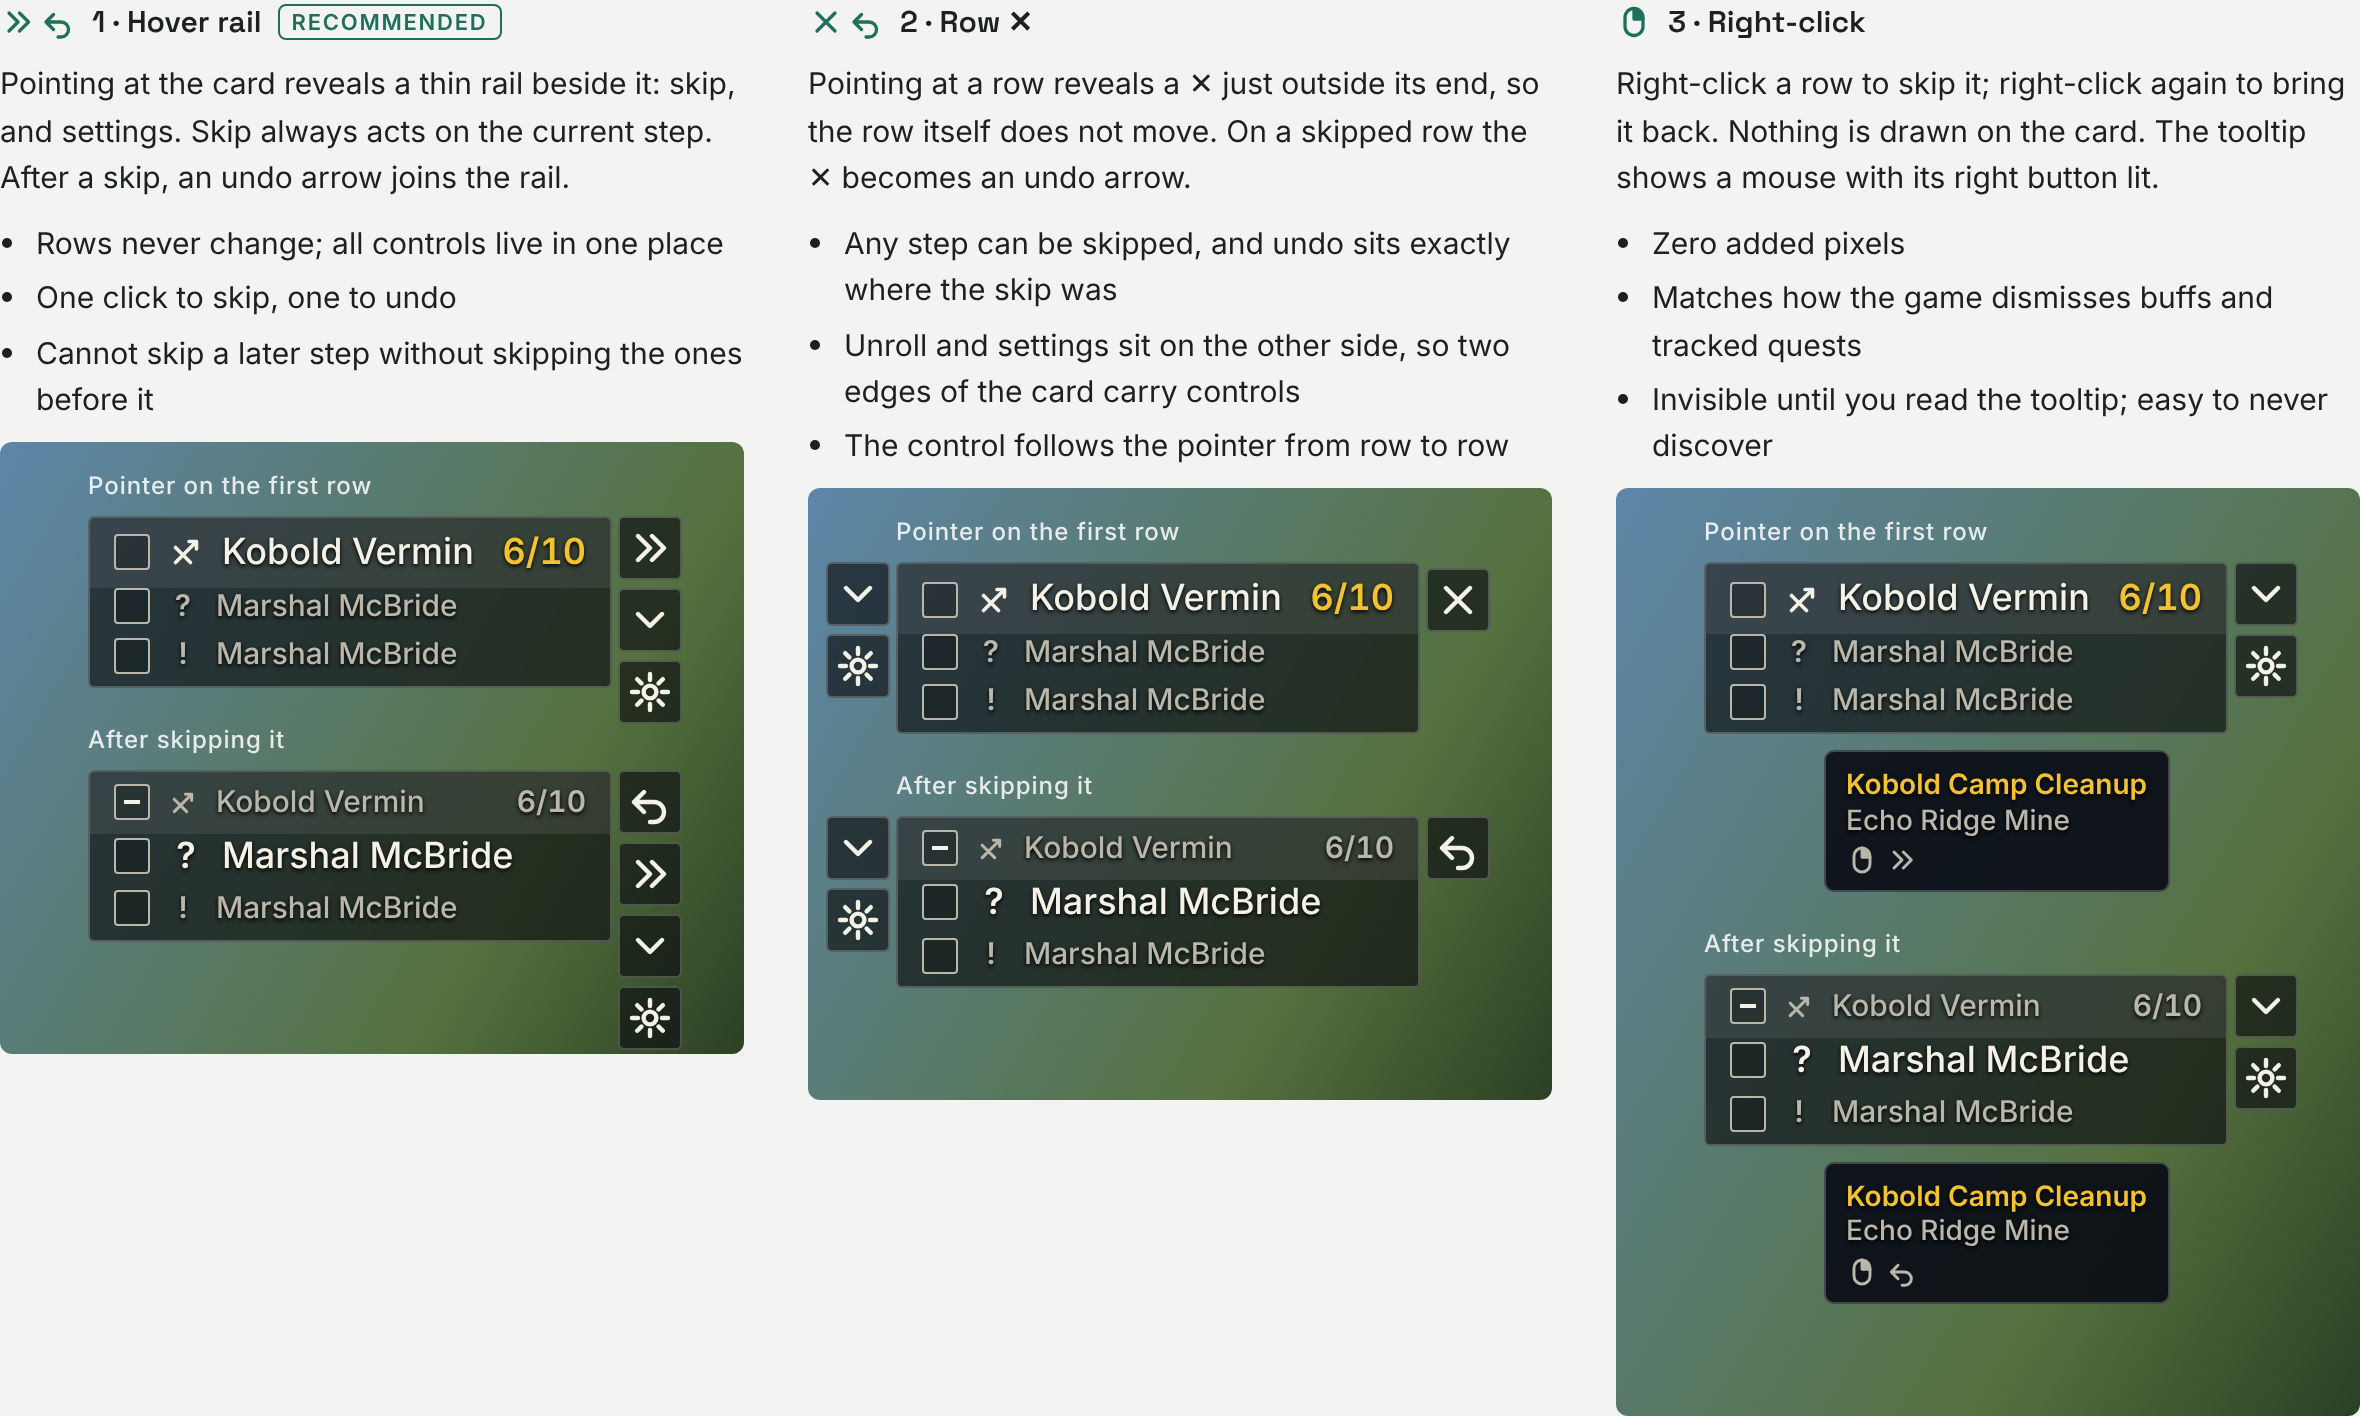 1 · Hover rail RECOMMENDED
Pointing at the card reveals a thin rail beside it: skip,
and settings. Skip always acts on the current step.
After a skip, an undo arrow joins the rail.
• Rows never change; all controls live in one place
• One click to skip, one to undo
• Cannot skip a later step without skipping the ones
before it
Pointer on the first row
Kobold Vermin 6/10
? Marshal McBride
! Marshal McBride
After skipping it
Kobold Vermin 6/10
? Marshal McBride
! Marshal McBride
2 · Row ✕
Pointing at a row reveals a ✕ just outside its end, so
the row itself does not move. On a skipped row the
✕ becomes an undo arrow.
• Any step can be skipped, and undo sits exactly
where the skip was
• Unroll and settings sit on the other side, so two
edges of the card carry controls
• The control follows the pointer from row to row
Pointer on the first row
Kobold Vermin 6/10
? Marshal McBride
! Marshal McBride
After skipping it
Kobold Vermin 6/10
? Marshal McBride
! Marshal McBride
3 · Right-click
Right-click a row to skip it; right-click again to bring
it back. Nothing is drawn on the card. The tooltip
shows a mouse with its right button lit.
• Zero added pixels
• Matches how the game dismisses buffs and
tracked quests
• Invisible until you read the tooltip; easy to never
discover
Pointer on the first row
Kobold Vermin 6/10
? Marshal McBride
! Marshal McBride
Kobold Camp Cleanup
Echo Ridge Mine
After skipping it
Kobold Vermin 6/10
? Marshal McBride
! Marshal McBride
Kobold Camp Cleanup
Echo Ridge Mine